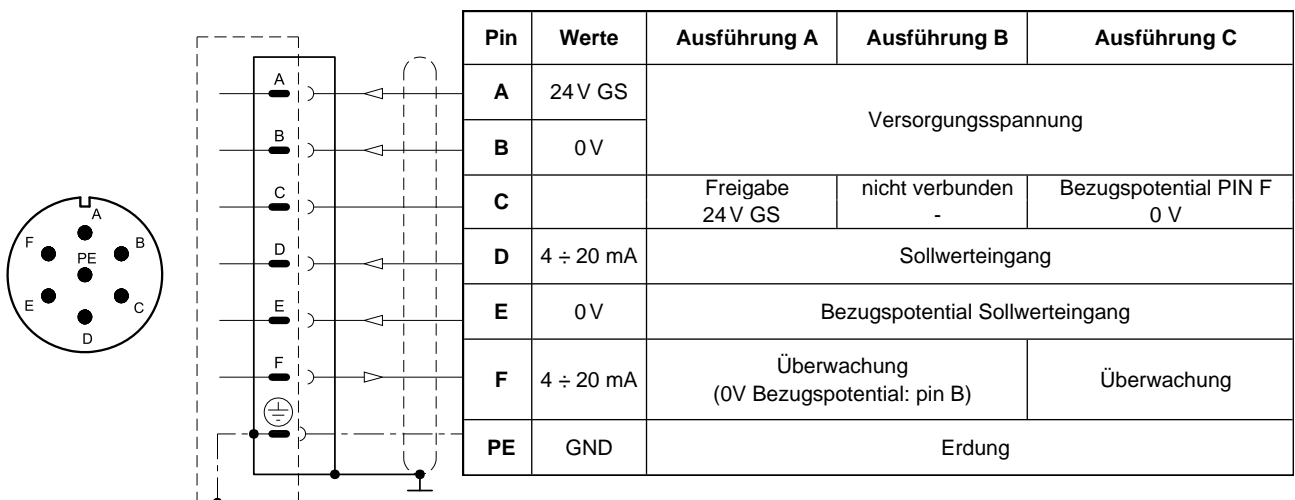 A
B
C
D
E
F
PE
A
B
C
D
E
F
Pin Werte Ausführung A Ausführung B Ausführung C
A 24 V GS
Versorgungsspannung
B 0 V
C Freigabe nicht verbunden Bezugspotential PIN F
24 V GS - 0 V
D 4 ÷ 20 mA Sollwerteingang
E 0 V Bezugspotential Sollwerteingang
F 4 ÷ 20 mA Überwachung Überwachung
(0V Bezugspotential: pin B)
PE GND Erdung